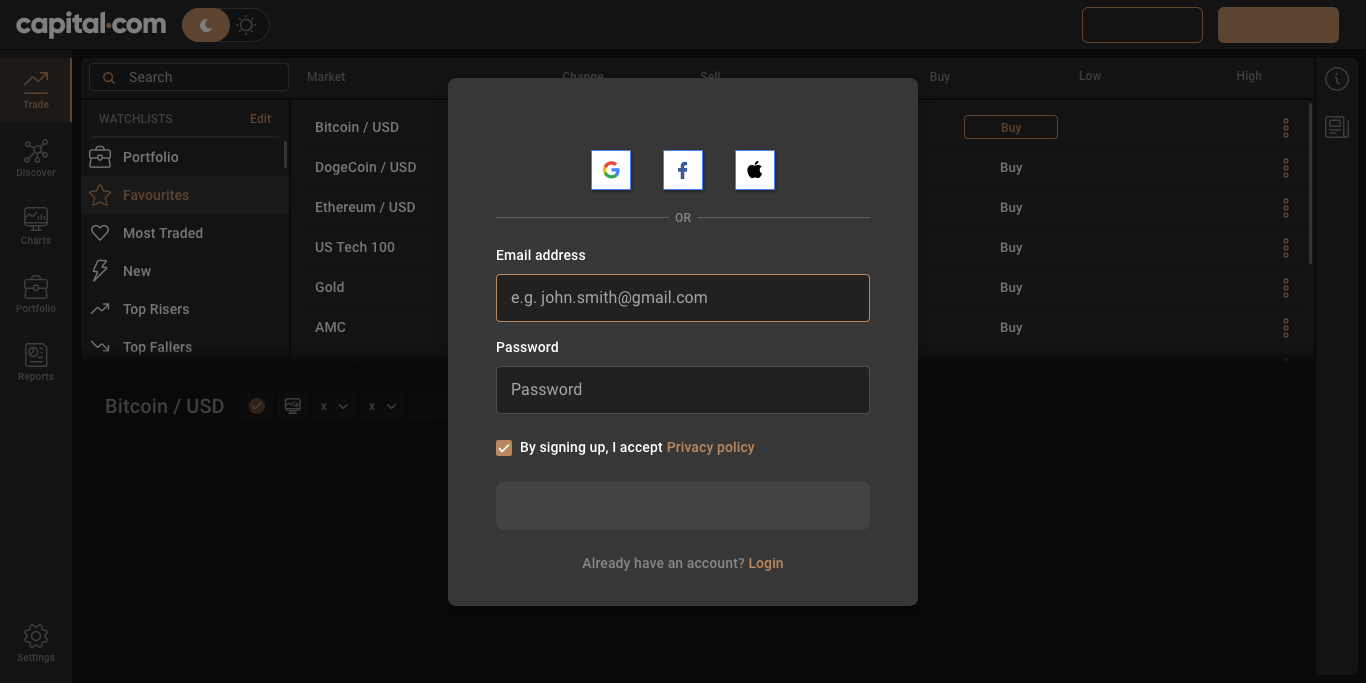 capital.com
Trade
Discover
Charts
Portfolio
Reports
Settings
Search
Market
Change
Sell
Buy
Low
High
WATCHLISTS
Edit
Portfolio
Favourites
Most Traded
New
Top Risers
Top Fallers
Bitcoin / USD
Buy
DogeCoin / USD
Buy
Ethereum / USD
Buy
US Tech 100
Buy
Gold
Buy
AMC
Buy
Bitcoin / USD
x
x
OR
Email address
e.g. john.smith@gmail.com
Password
Password
By signing up, I accept Privacy policy
Already have an account? Login